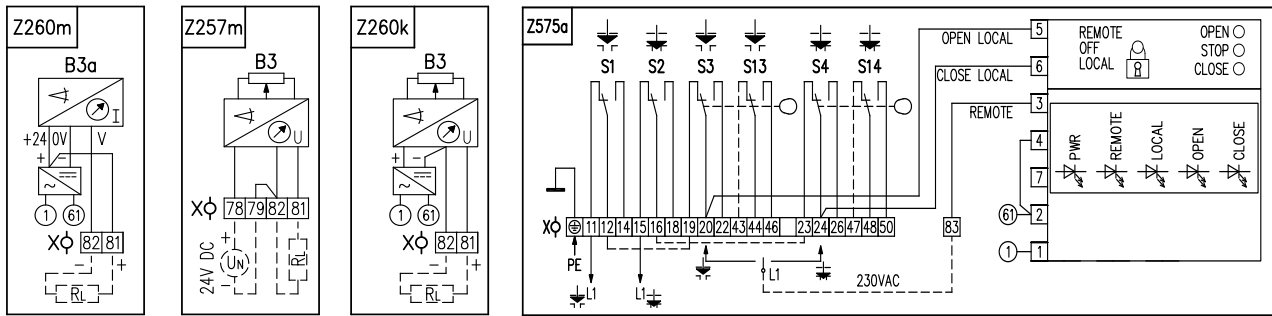 Z260m
B3a
I
+24 0V V
+ -
1 61
X 82 81
- +
RL
Z257m
B3
U
X 78 79 82 81
+
24V DC
UN
-
RL
Z260k
B3
U
+ -
1 61
X 82 81
- +
RL
Z575a
S1 S2 S3 S13 S4 S14
X 11 12 14 15 16 18 19 20 22 43 44 46 23 24 26 47 48 50 83
PE
L1
L1
L1
230VAC
OPEN LOCAL 5
CLOSE LOCAL 6
REMOTE 3
4
7
61 2
1 1
REMOTE
OFF
LOCAL
OPEN
STOP
CLOSE
PWR
REMOTE
LOCAL
OPEN
CLOSE